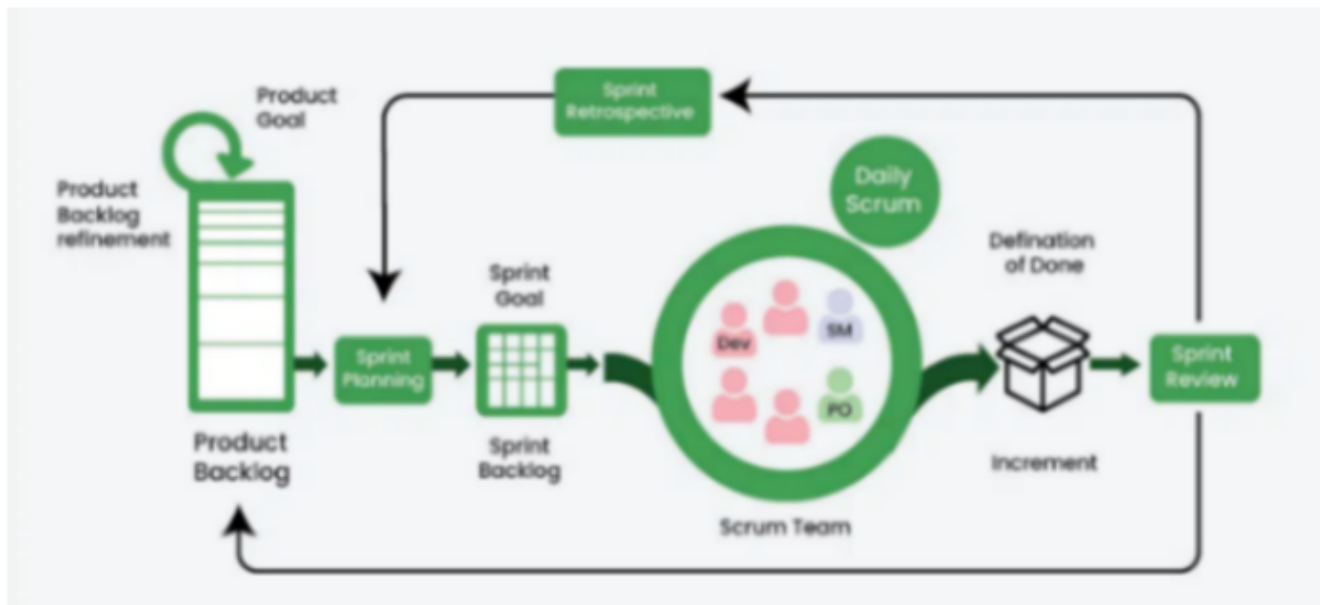 Product
Goal
Product
Backlog
refinement
Product
Backlog
Sprint
Planning
Sprint
Goal
Sprint
Backlog
Sprint
Retrospective
Daily
Scrum
Dev
SM
PO
Scrum Team
Defination
of Done
Increment
Sprint
Review